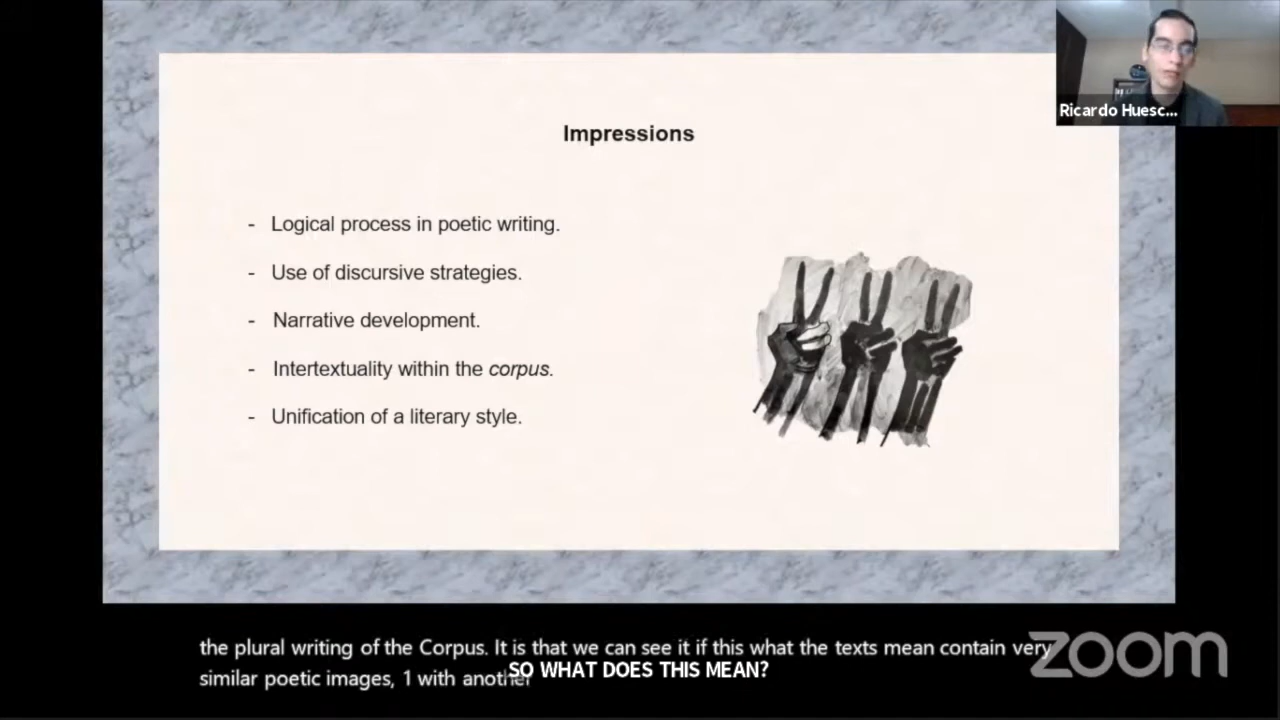 Ricardo Huesc...
Impressions
- Logical process in poetic writing.
- Use of discursive strategies.
- Narrative development.
- Intertextuality within the corpus.
- Unification of a literary style.
the plural writing of the Corpus. It is that we can see it if this what the texts mean contain very
similar poetic images, 1 with another
SO WHAT DOES THIS MEAN?
zoom